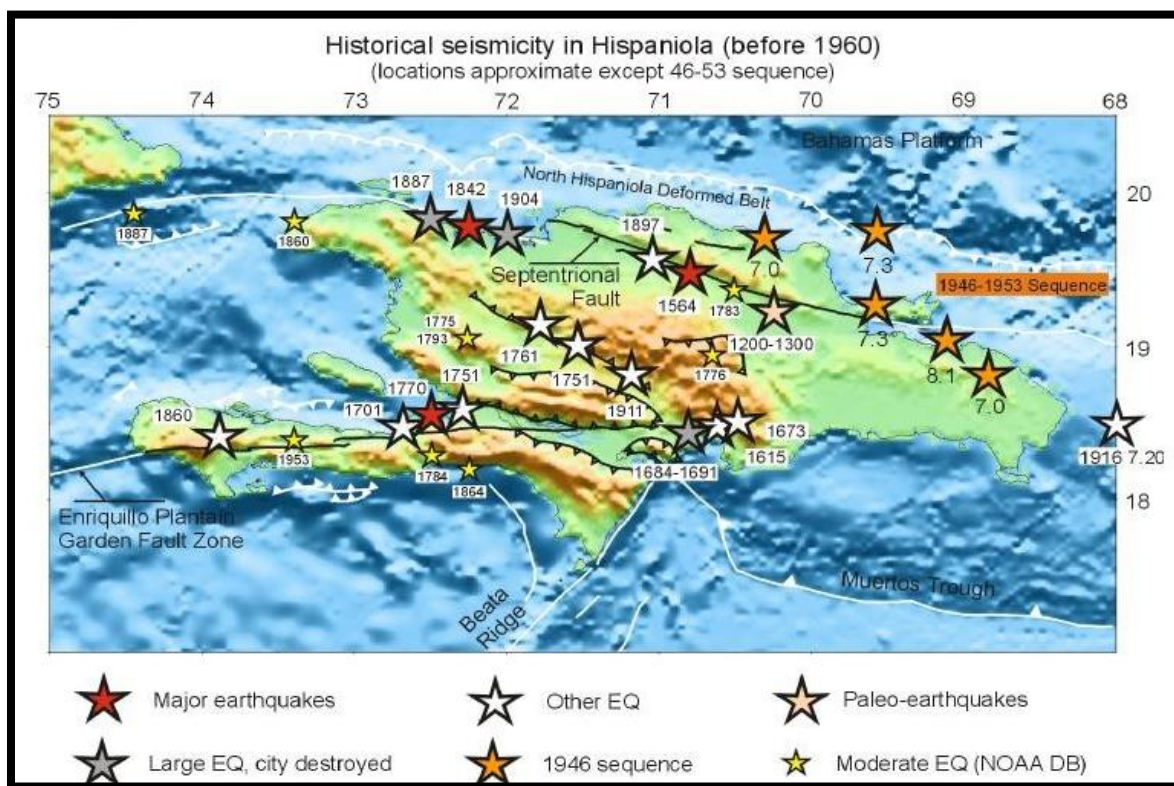 Historical seismicity in Hispaniola (before 1960)
(locations approximate except 46-53 sequence)
75 74 73 72 71 70 69 68
Bahamas Platform
20
North Hispaniola Deformed Belt
1887 1842 1904
1887
1860
1897
7.0
7.3
Septentrional
Fault
1946-1953 Sequence
1564
1783
1200-1300
7.3
1775
1793
1761
1751
1776
19
8.1
7.0
1770
1751
1911
1860
1701
1673
1615
1684-1691
1916 7.20
1953
1784
1864
18
Enriquillo Plantain
Garden Fault Zone
Beata
Ridge
Muertos Trough
Major earthquakes
Other EQ
Paleo-earthquakes
Large EQ, city destroyed
1946 sequence
Moderate EQ (NOAA DB)